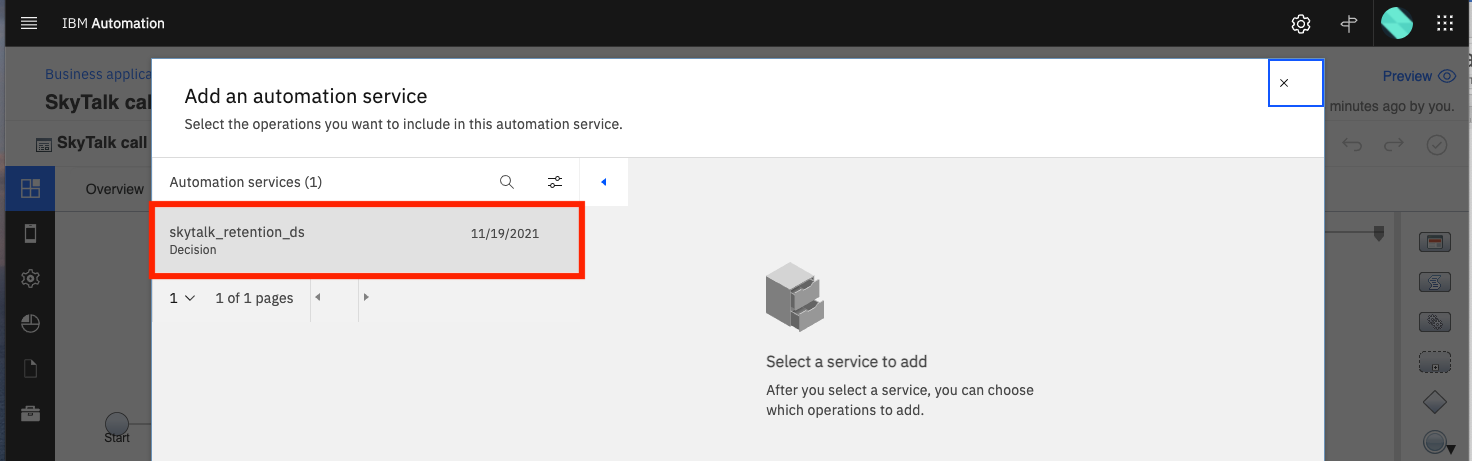 IBM Automation
Business applica
Preview
SkyTalk cal
minutes ago by you.
SkyTalk call
Overview
Start
Add an automation service
Select the operations you want to include in this automation service.
Automation services (1)
skytalk_retention_ds
11/19/2021
Decision
1
1 of 1 pages
Select a service to add
After you select a service, you can choose
which operations to add.